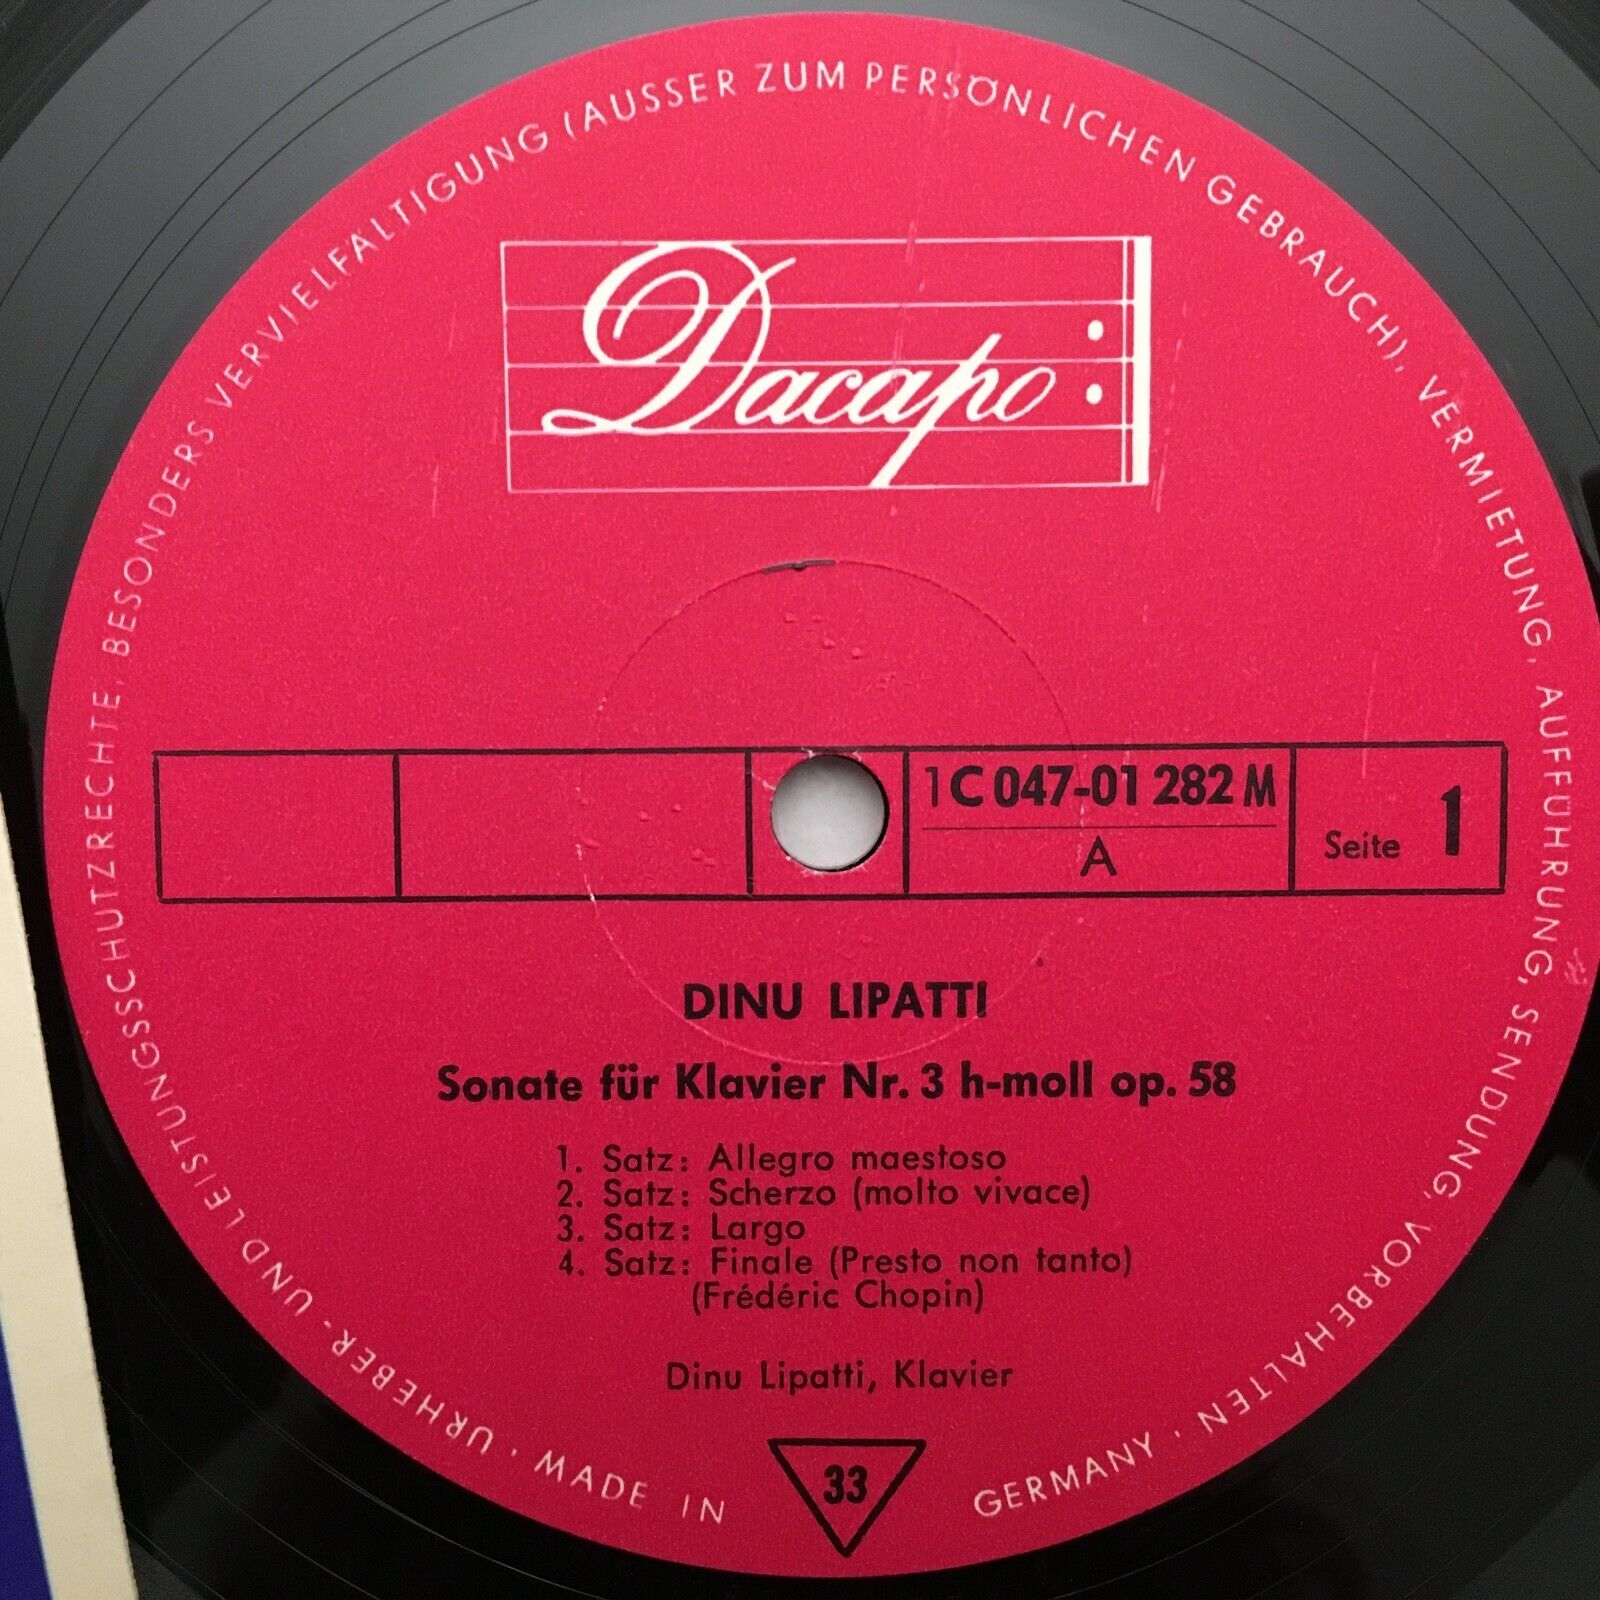 URHEBER- UND LEISTUNGSSCHUTZRECHTE, BESONDERS VERVIELFALTIGUNG (AUSSER ZUM PERSÖNLICHEN GEBRAUCH), VERMIETUNG, AUFFÜHRUNG, SENDUNG, VORBEHALTEN ·
Dacapo
1C 047-01 282 M
A
Seite 1
DINU LIPATTI
Sonate für Klavier Nr. 3 h-moll op. 58
1. Satz: Allegro maestoso
2. Satz: Scherzo (molto vivace)
3. Satz: Largo
4. Satz: Finale (Presto non tanto)
(Frédéric Chopin)
Dinu Lipatti, Klavier
33
· MADE IN GERMANY ·